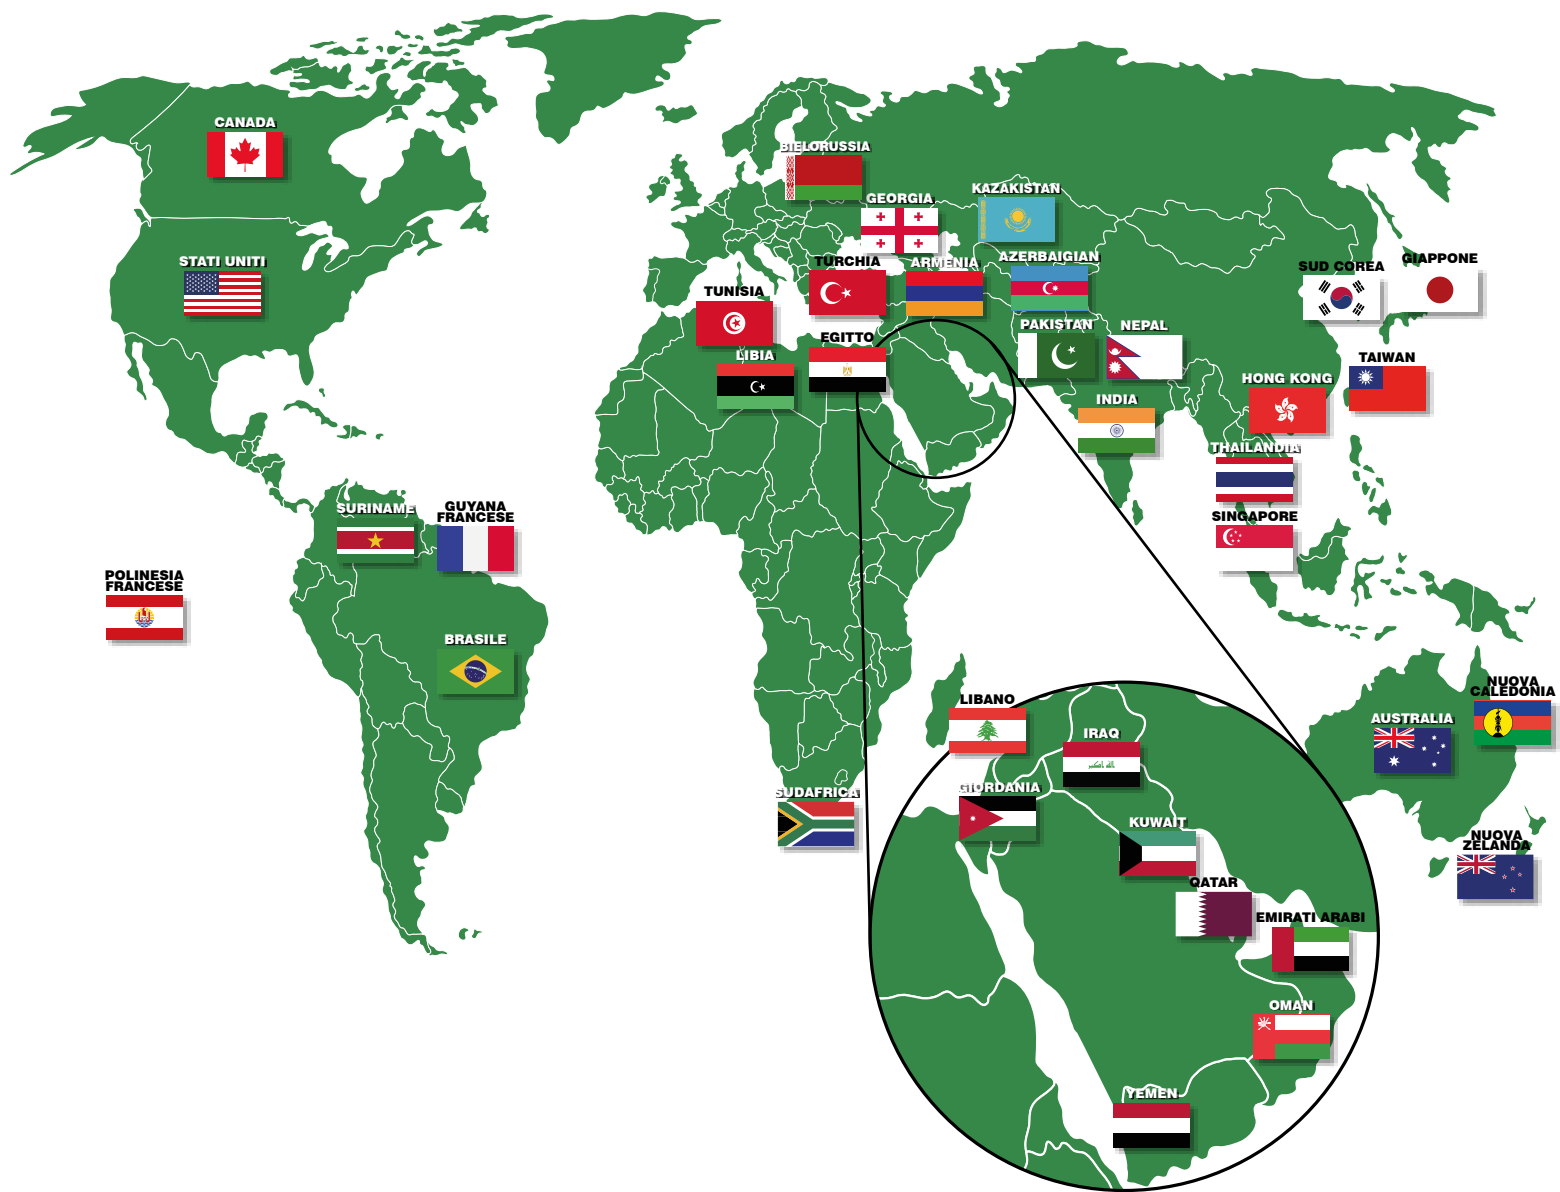 CANADA
BIELORUSSIA
KAZAKISTAN
GEORGIA
STATI UNITI
TURCHIA
ARMENIA
AZERBAIGIAN
SUD COREA
GIAPPONE
TUNISIA
PAKISTAN
NEPAL
EGITTO
LIBIA
TAIWAN
HONG KONG
INDIA
THAILANDIA
SURINAME
GUYANA
FRANCESE
SINGAPORE
POLINESIA
FRANCESE
BRASILE
LIBANO
NUOVA
CALEDONIA
AUSTRALIA
IRAQ
SUDAFRICA
GIORDANIA
KUWAIT
NUOVA
ZELANDA
QATAR
EMIRATI ARABI
OMAN
YEMEN